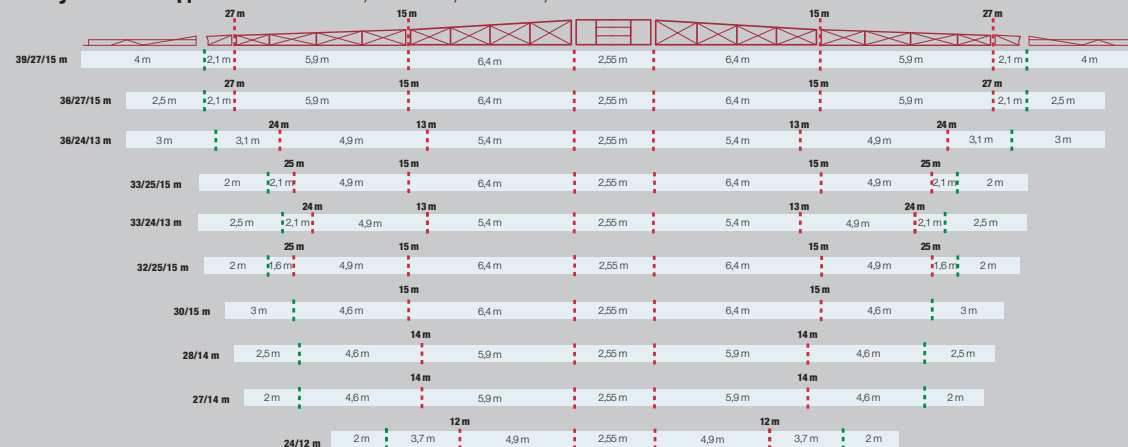 27 m 15 m 15 m 27 m
39/27/15 m 4 m 2,1 m 5,9 m 6,4 m 2,55 m 6,4 m 5,9 m 2,1 m 4 m
27 m 15 m 15 m 27 m
36/27/15 m 2,5 m 2,1 m 5,9 m 6,4 m 2,55 m 6,4 m 5,9 m 2,1 m 2,5 m
24 m 13 m 13 m 24 m
36/24/13 m 3 m 3,1 m 4,9 m 5,4 m 2,55 m 5,4 m 4,9 m 3,1 m 3 m
25 m 15 m 15 m 25 m
33/25/15 m 2 m 2,1 m 4,9 m 6,4 m 2,55 m 6,4 m 4,9 m 2,1 m 2 m
24 m 13 m 13 m 24 m
33/24/13 m 2,5 m 2,1 m 4,9 m 5,4 m 2,55 m 5,4 m 4,9 m 2,1 m 2,5 m
25 m 15 m 15 m 25 m
32/25/15 m 2 m 1,6 m 4,9 m 6,4 m 2,55 m 6,4 m 4,9 m 1,6 m 2 m
15 m 15 m
30/15 m 3 m 4,6 m 6,4 m 2,55 m 6,4 m 4,6 m 3 m
14 m 14 m
28/14 m 2,5 m 4,6 m 5,9 m 2,55 m 5,9 m 4,6 m 2,5 m
14 m 14 m
27/14 m 2 m 4,6 m 5,9 m 2,55 m 5,9 m 4,6 m 2 m
12 m 12 m
24/12 m 2 m 3,7 m 4,9 m 2,55 m 4,9 m 3,7 m 2 m